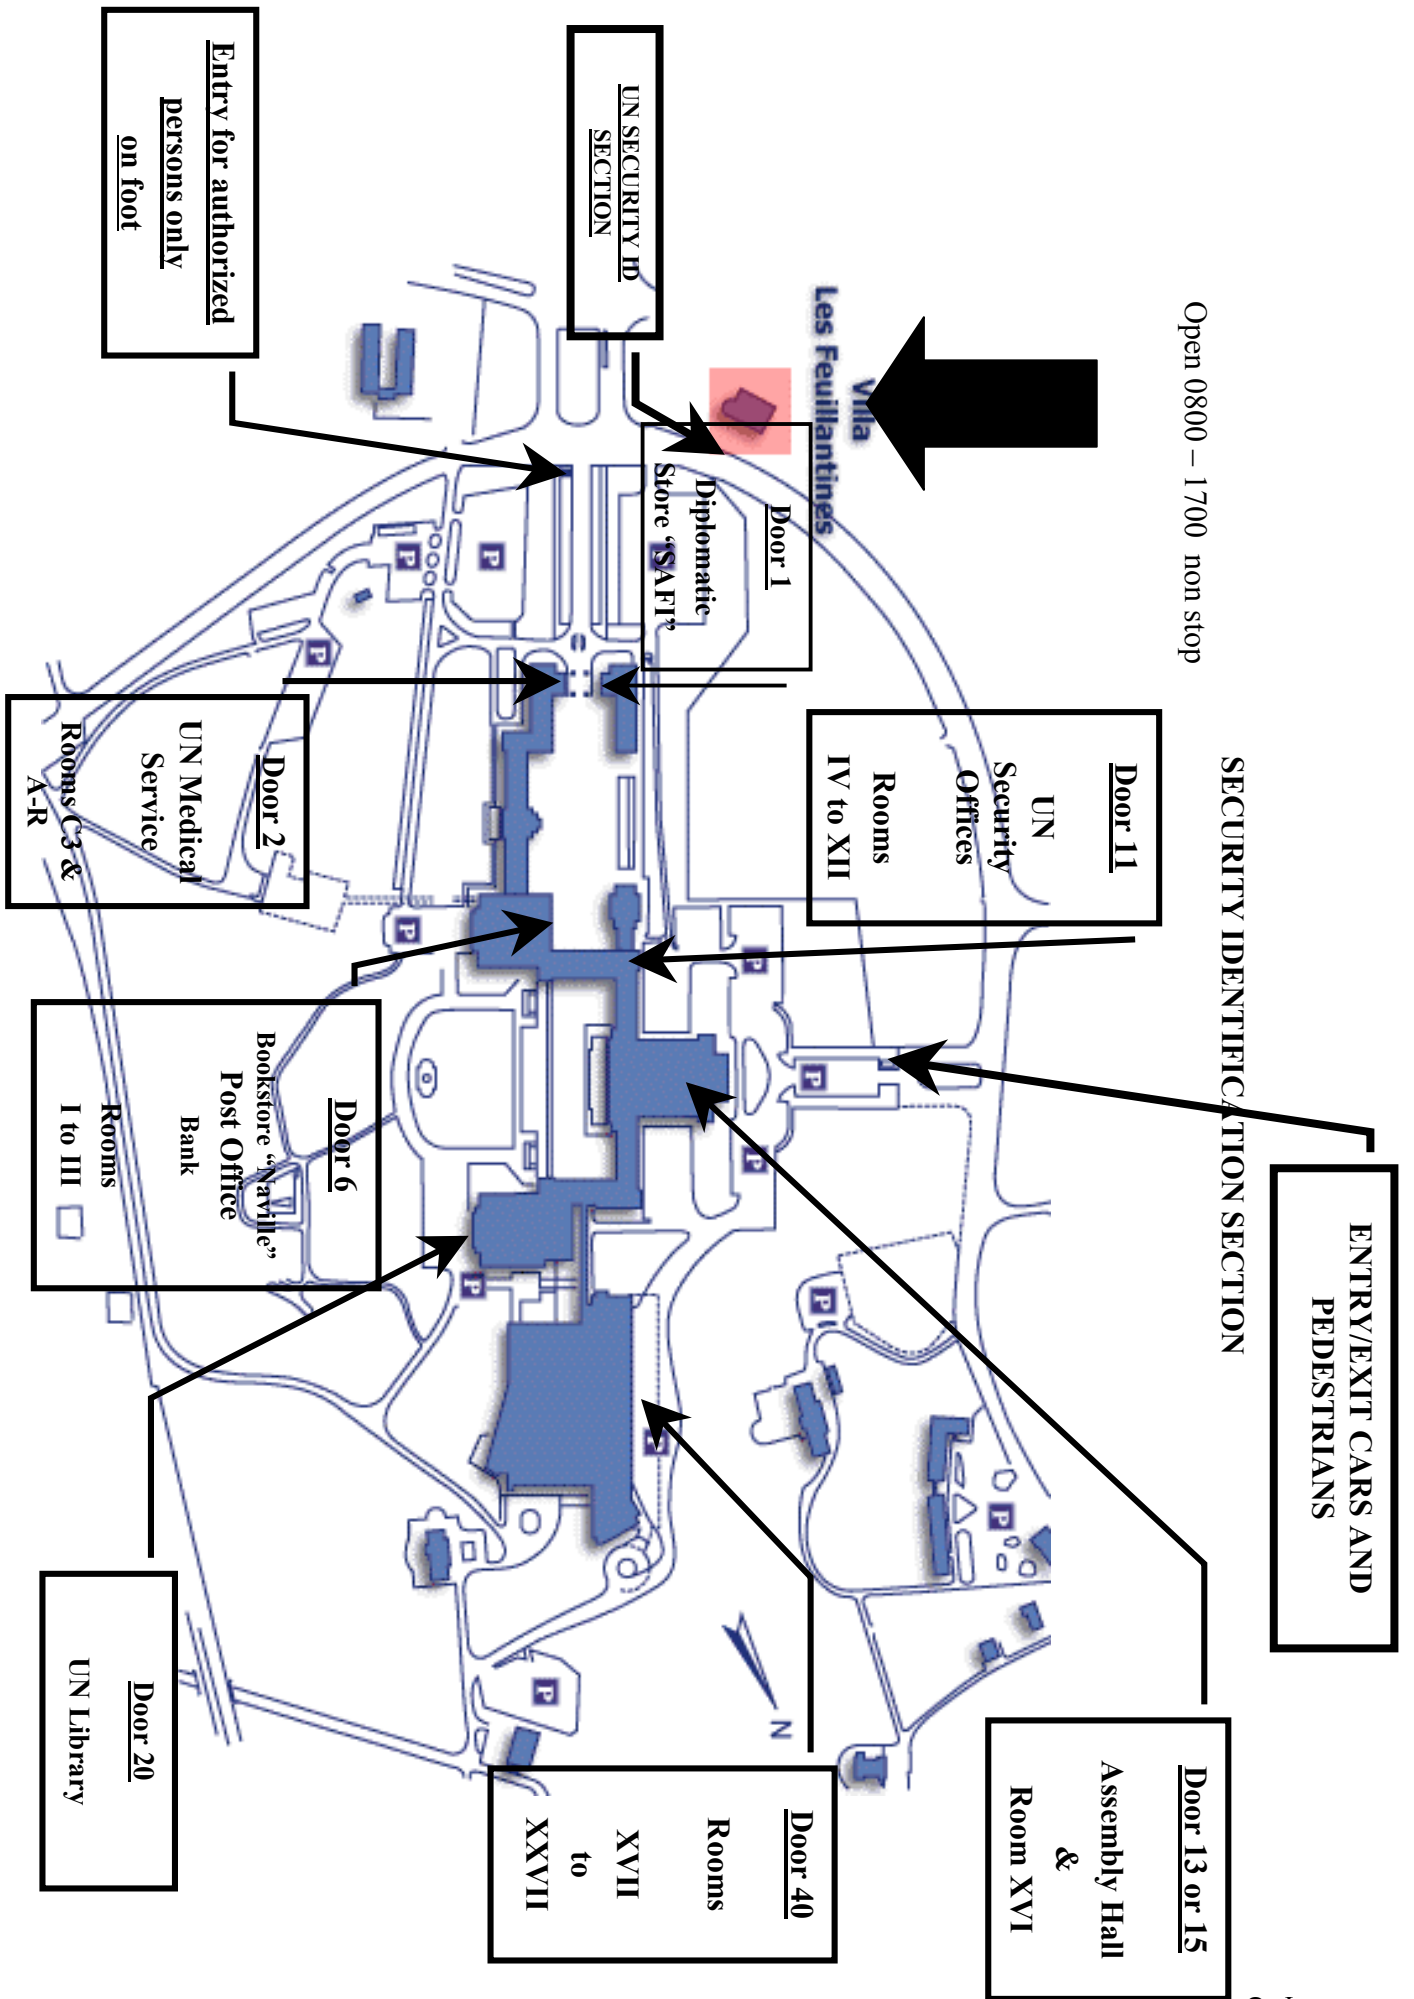 SECURITY IDENTIFICATION SECTION
Open 0800 – 1700 non stop
ENTRY/EXIT CARS AND
PEDESTRIANS
Villa
Les Feuillantines
UN SECURITY ID
SECTION
Entry for authorized
persons only
on foot
Door 1
Diplomatic
Store “SAFI”
Door 11
UN
Security
Offices
Rooms
IV to XII
Door 13 or 15
Assembly Hall
&
Room XVI
Door 2
UN Medical
Service
Rooms C3 &
A-R
Door 6
Bookstore “Naville”
Post Office
Bank
Rooms
I to III
Door 40
Rooms
XVII
to
XXVII
Door 20
UN Library
N
P
P
P
P
P
P
P
P
P
P
P
P
P
P